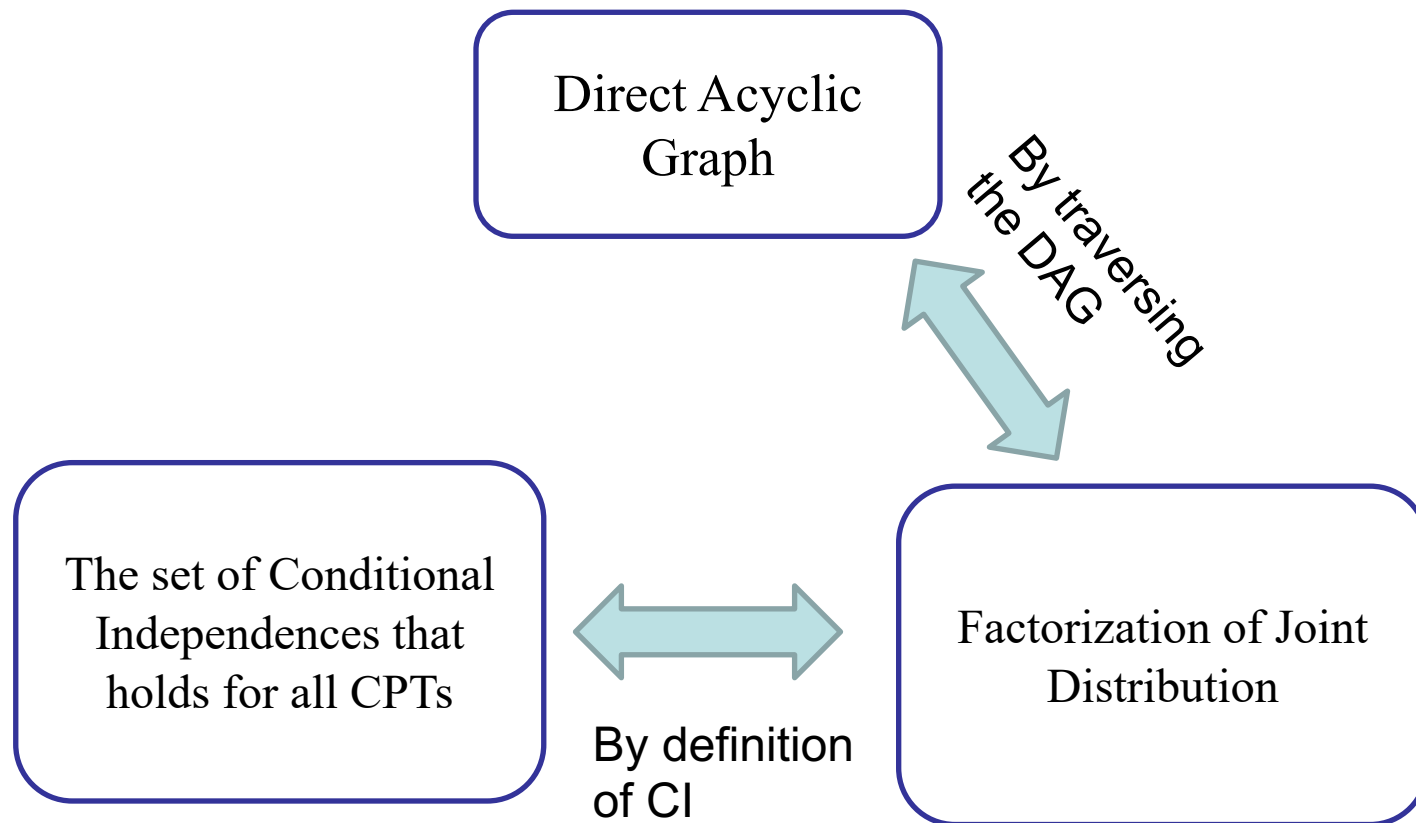 Direct Acyclic
Graph
By traversing
the DAG
The set of Conditional
Independences that
holds for all CPTs
By definition
of CI
Factorization of Joint
Distribution